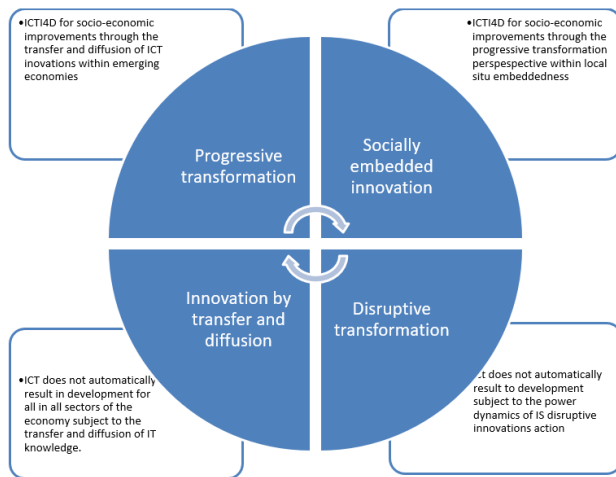 •ICTI4D for socio-economic
improvements through the
transfer and diffusion of ICT
inovations within emerging
economies
•ICTI4D for socio-economic
improvements through the
progressive transformation
perspespective within local
situ embeddedness
Progressive
transformation
Socially
embedded
innovation
Innovation by
transfer and
diffusion
Disruptive
transformation
•ICT does not automatically
result in development for
all in all sectors of the
economy subject to the
transfer and diffusion of IT
knowledge.
ct does not automatically
result to development
subject to the power
dynamics of IS disruptive
innovations action